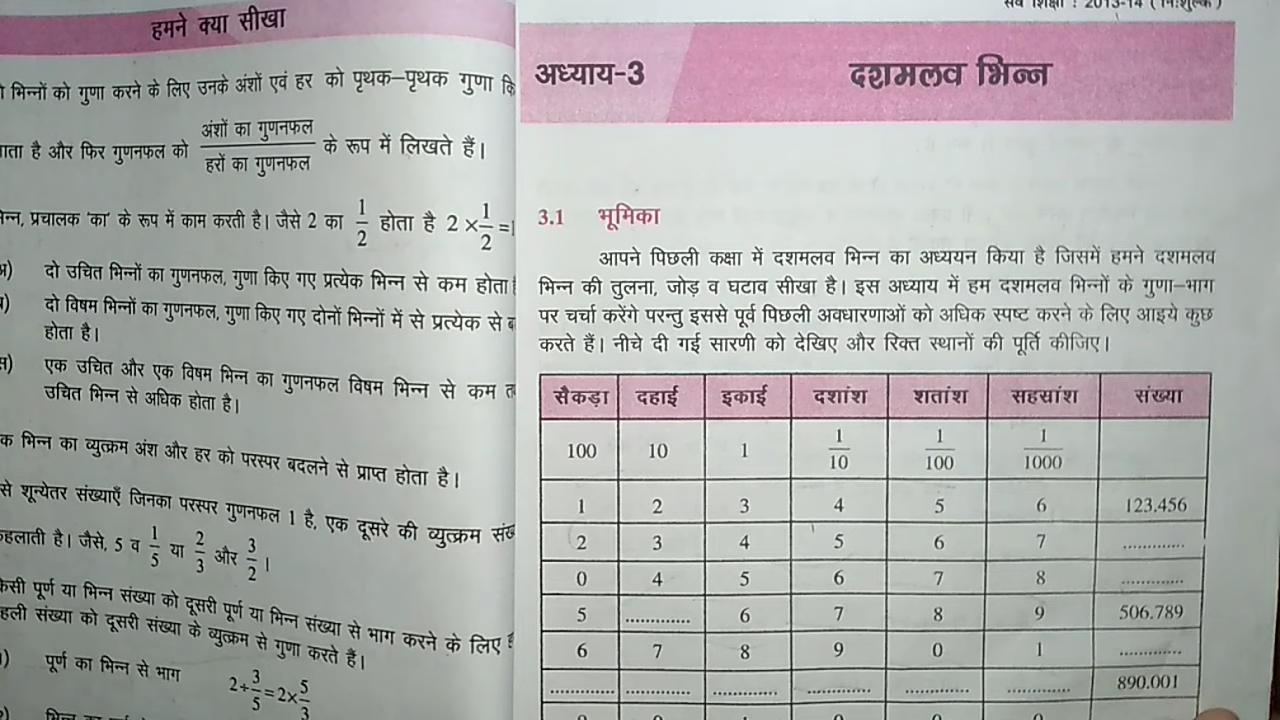 हमने क्या सीखा
भिन्नों को गुणा करने के लिए उनके अंशों एवं हर को पृथक–पृथक गुणा
है और फिर गुणनफल को अंशों का गुणनफल / हरों का गुणनफल के रूप में लिखते हैं।
प्रचालक 'का' के रूप में काम करती है। जैसे 2 का 1/2 होता है 2 × 1/2 =
दो उचित भिन्नों का गुणनफल, गुणा किए गए प्रत्येक भिन्न से कम होता
दो विषम भिन्नों का गुणनफल, गुणा किए गए दोनों भिन्नों में से प्रत्येक से
होता है।
एक उचित और एक विषम भिन्न का गुणनफल विषम भिन्न से कम
उचित भिन्न से अधिक होता है।
भिन्न का व्युत्क्रम अंश और हर को परस्पर बदलने से प्राप्त होता है।
शून्येतर संख्याएँ जिनका परस्पर गुणनफल 1 है, एक दूसरे की व्युत्क्रम
है। जैसे, 5 व 1/5 या 2/3 और 3/2 ।
पूर्ण या भिन्न संख्या को दूसरी पूर्ण या भिन्न संख्या से भाग करने के लिए
संख्या को दूसरी संख्या के व्युत्क्रम से गुणा करते हैं।
पूर्ण का भिन्न से भाग 2÷3/5=2×5/3
सर्व शिक्षा : 2013-14 (नि:शुल्क)
अध्याय-3 दशमलव भिन्न
3.1 भूमिका
आपने पिछली कक्षा में दशमलव भिन्न का अध्ययन किया है जिसमें हमने दशमलव
भिन्न की तुलना, जोड़ व घटाव सीखा है। इस अध्याय में हम दशमलव भिन्नों के गुणा–भाग
पर चर्चा करेंगे परन्तु इससे पूर्व पिछली अवधारणाओं को अधिक स्पष्ट करने के लिए आइये कुछ
करते हैं। नीचे दी गई सारणी को देखिए और रिक्त स्थानों की पूर्ति कीजिए।
सैकड़ा दहाई इकाई दशांश शतांश सहस्रांश संख्या
100 10 1 1/10 1/100 1/1000
1 2 3 4 5 6 123.456
2 3 4 5 6 7 .............
0 4 5 6 7 8 .............
5 ............. 6 7 8 9 506.789
6 7 8 9 0 1 .............
............. ............. ............. ............. ............. ............. 890.001